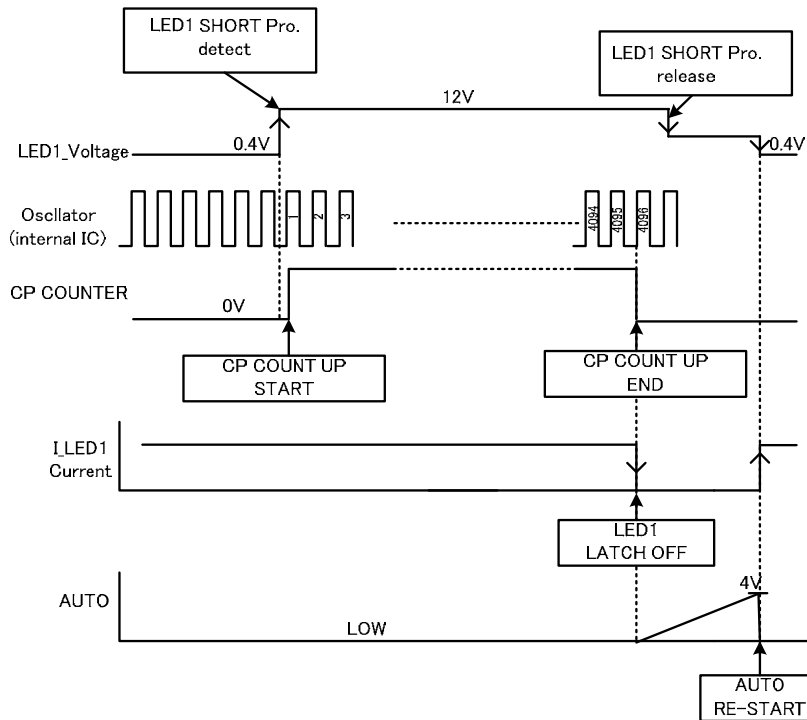 LED1 SHORT Pro.
detect
LED1 SHORT Pro.
release
12V
0.4V
0.4V
LED1_Voltage
Oscllator
(internal IC)
1
2
3
4094
4095
4096
CP COUNTER
0V
CP COUNT UP
START
CP COUNT UP
END
I_LED1
Current
LED1
LATCH OFF
4V
AUTO
LOW
AUTO
RE-START